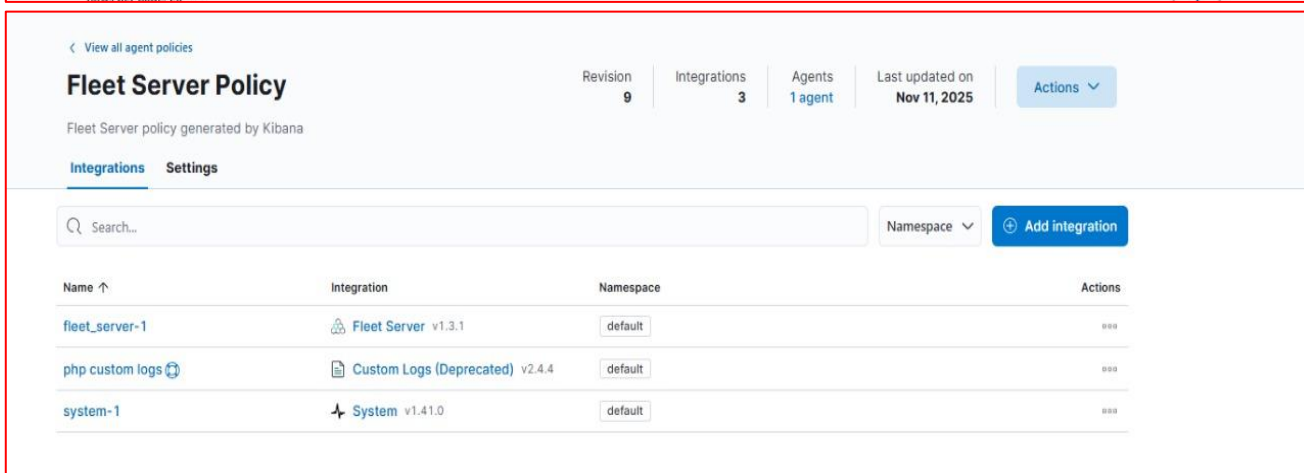 View all agent policies
Fleet Server Policy
Revision
9
Integrations
3
Agents
1 agent
Last updated on
Nov 11, 2025
Actions
Fleet Server policy generated by Kibana
Integrations Settings
Search...
Namespace
Add integration
Name Integration Namespace Actions
fleet_server-1 Fleet Server v1.3.1 default
php custom logs Custom Logs (Deprecated) v2.4.4 default
system-1 System v1.41.0 default